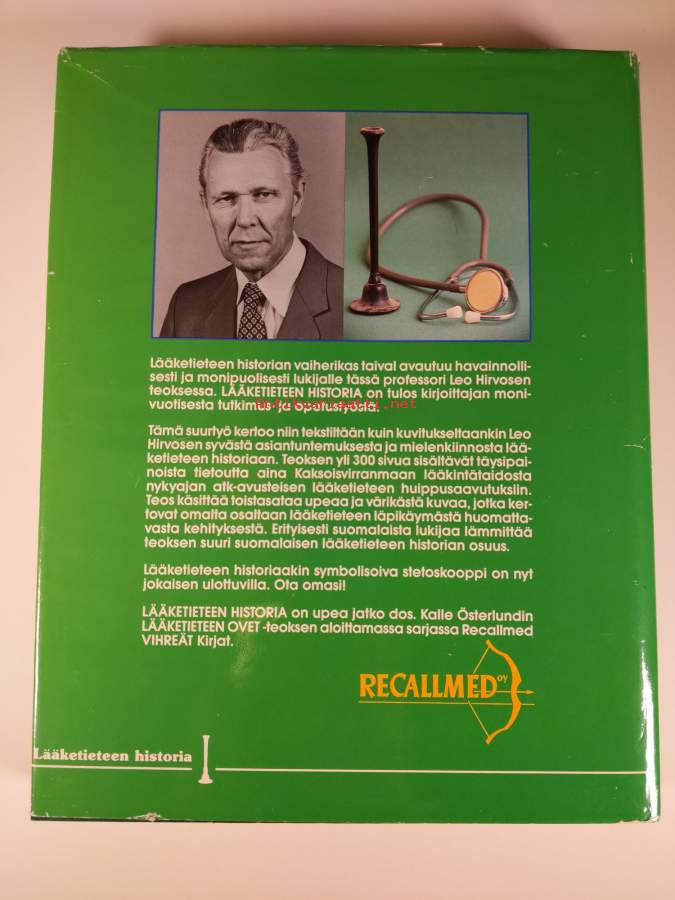 Lääketieteen historian vaiherikas taival avautuu havainnolli-
sesti ja monipuolisesti lukijalle tässä professori Leo Hirvosen
teoksessa. LÄÄKETIETEEN HISTORIA on tulos kirjoittajan moni-
vuotisesta tutkimus- ja opetustyöstä.
Tämä suurtyö kertoo niin tekstiltään kuin kuvitukseltaankin Leo
Hirvosen syvästä asiantuntemuksesta ja mielenkiinnosta lää-
ketieteen historiaan. Teoksen yli 300 sivua sisältävät täysipai-
noista tietoutta aina Kaksoisvirranmaan lääkintätaidosta
nykyajan atk-avusteisen lääketieteen huippusaavutuksiin.
Teos käsittää toistasataa upeaa ja värikästä kuvaa, jotka ker-
tovat omalta osaltaan lääketieteen läpikäymästä huomatta-
vasta kehityksestä. Erityisesti suomalaista lukijaa lämmittää
teoksen suuri suomalaisen lääketieteen historian osuus.
Lääketieteen historiaakin symbolisoiva stetoskooppi on nyt
jokaisen ulottuvilla. Ota omasi!
LÄÄKETIETEEN HISTORIA on upea jatko dos. Kalle Österlundin
LÄÄKETIETEEN OVET -teoksen aloittamassa sarjassa Recallmed
VIHREÄT Kirjat.
RECALLMED OY
Lääketieteen historia